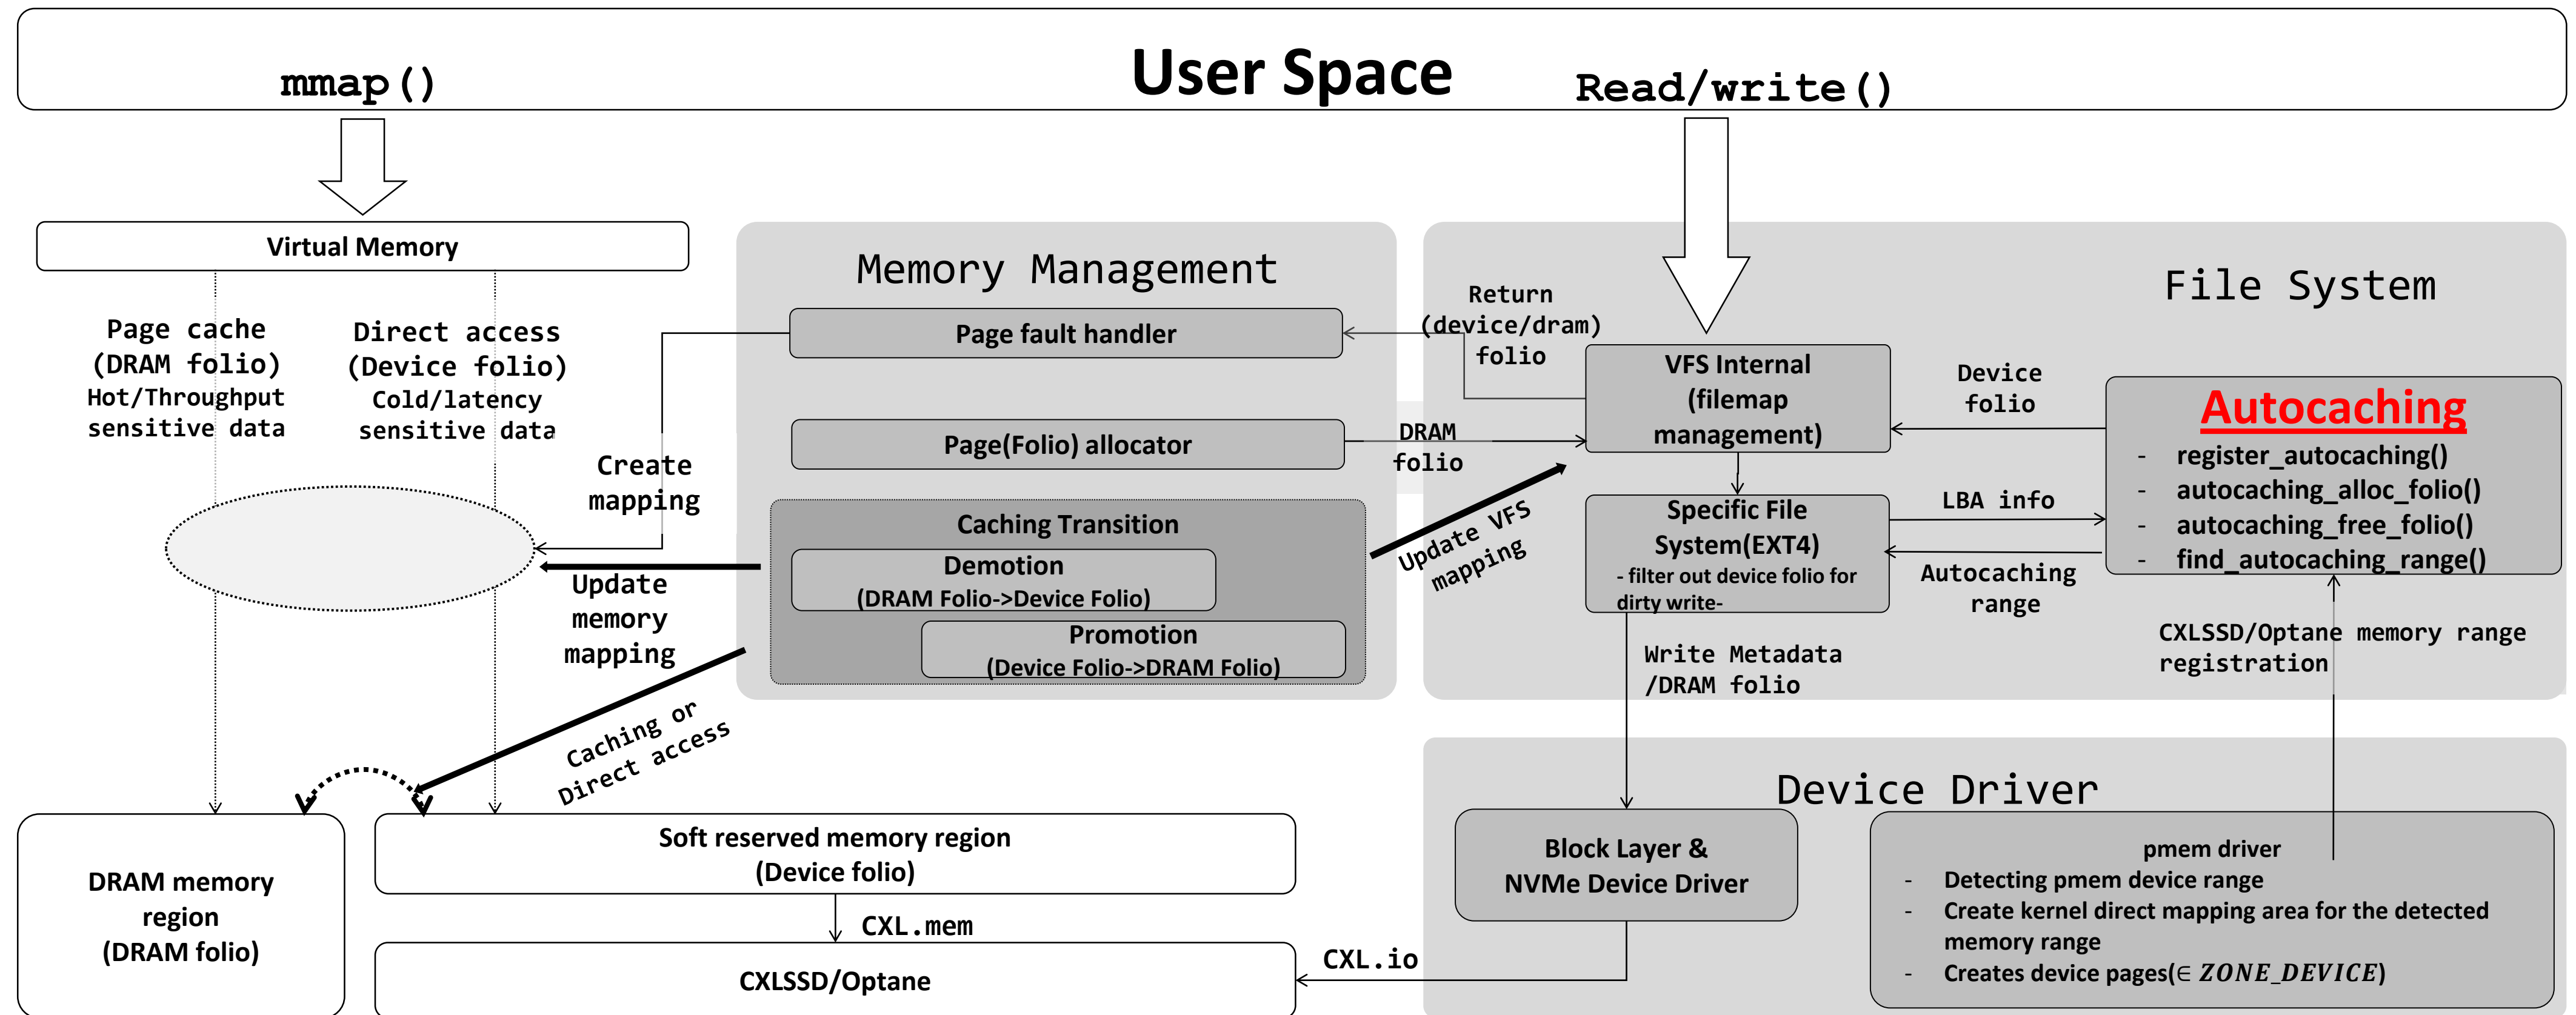 User Space
mmap()
Read/write()
Virtual Memory
Page cache
(DRAM folio)
Hot/Throughput
sensitive data
Direct access
(Device folio)
Cold/latency
sensitive data
Create
mapping
Update
memory
mapping
Caching or
Direct access
Memory Management
Page fault handler
Page(Folio) allocator
Caching Transition
Demotion
(DRAM Folio->Device Folio)
Promotion
(Device Folio->DRAM Folio)
Return
(device/dram)
folio
DRAM
folio
Update VFS
mapping
File System
VFS Internal
(filemap
management)
Specific File
System(EXT4)
- filter out device folio for
dirty write-
Device
folio
LBA info
Autocaching
range
Autocaching
- register_autocaching()
- autocaching_alloc_folio()
- autocaching_free_folio()
- find_autocaching_range()
Write Metadata
/DRAM folio
CXLSSD/Optane memory range
registration
Device Driver
Block Layer &
NVMe Device Driver
pmem driver
- Detecting pmem device range
- Create kernel direct mapping area for the detected
memory range
- Creates device pages(∈ ZONE_DEVICE)
DRAM memory
region
(DRAM folio)
Soft reserved memory region
(Device folio)
CXL.mem
CXLSSD/Optane
CXL.io